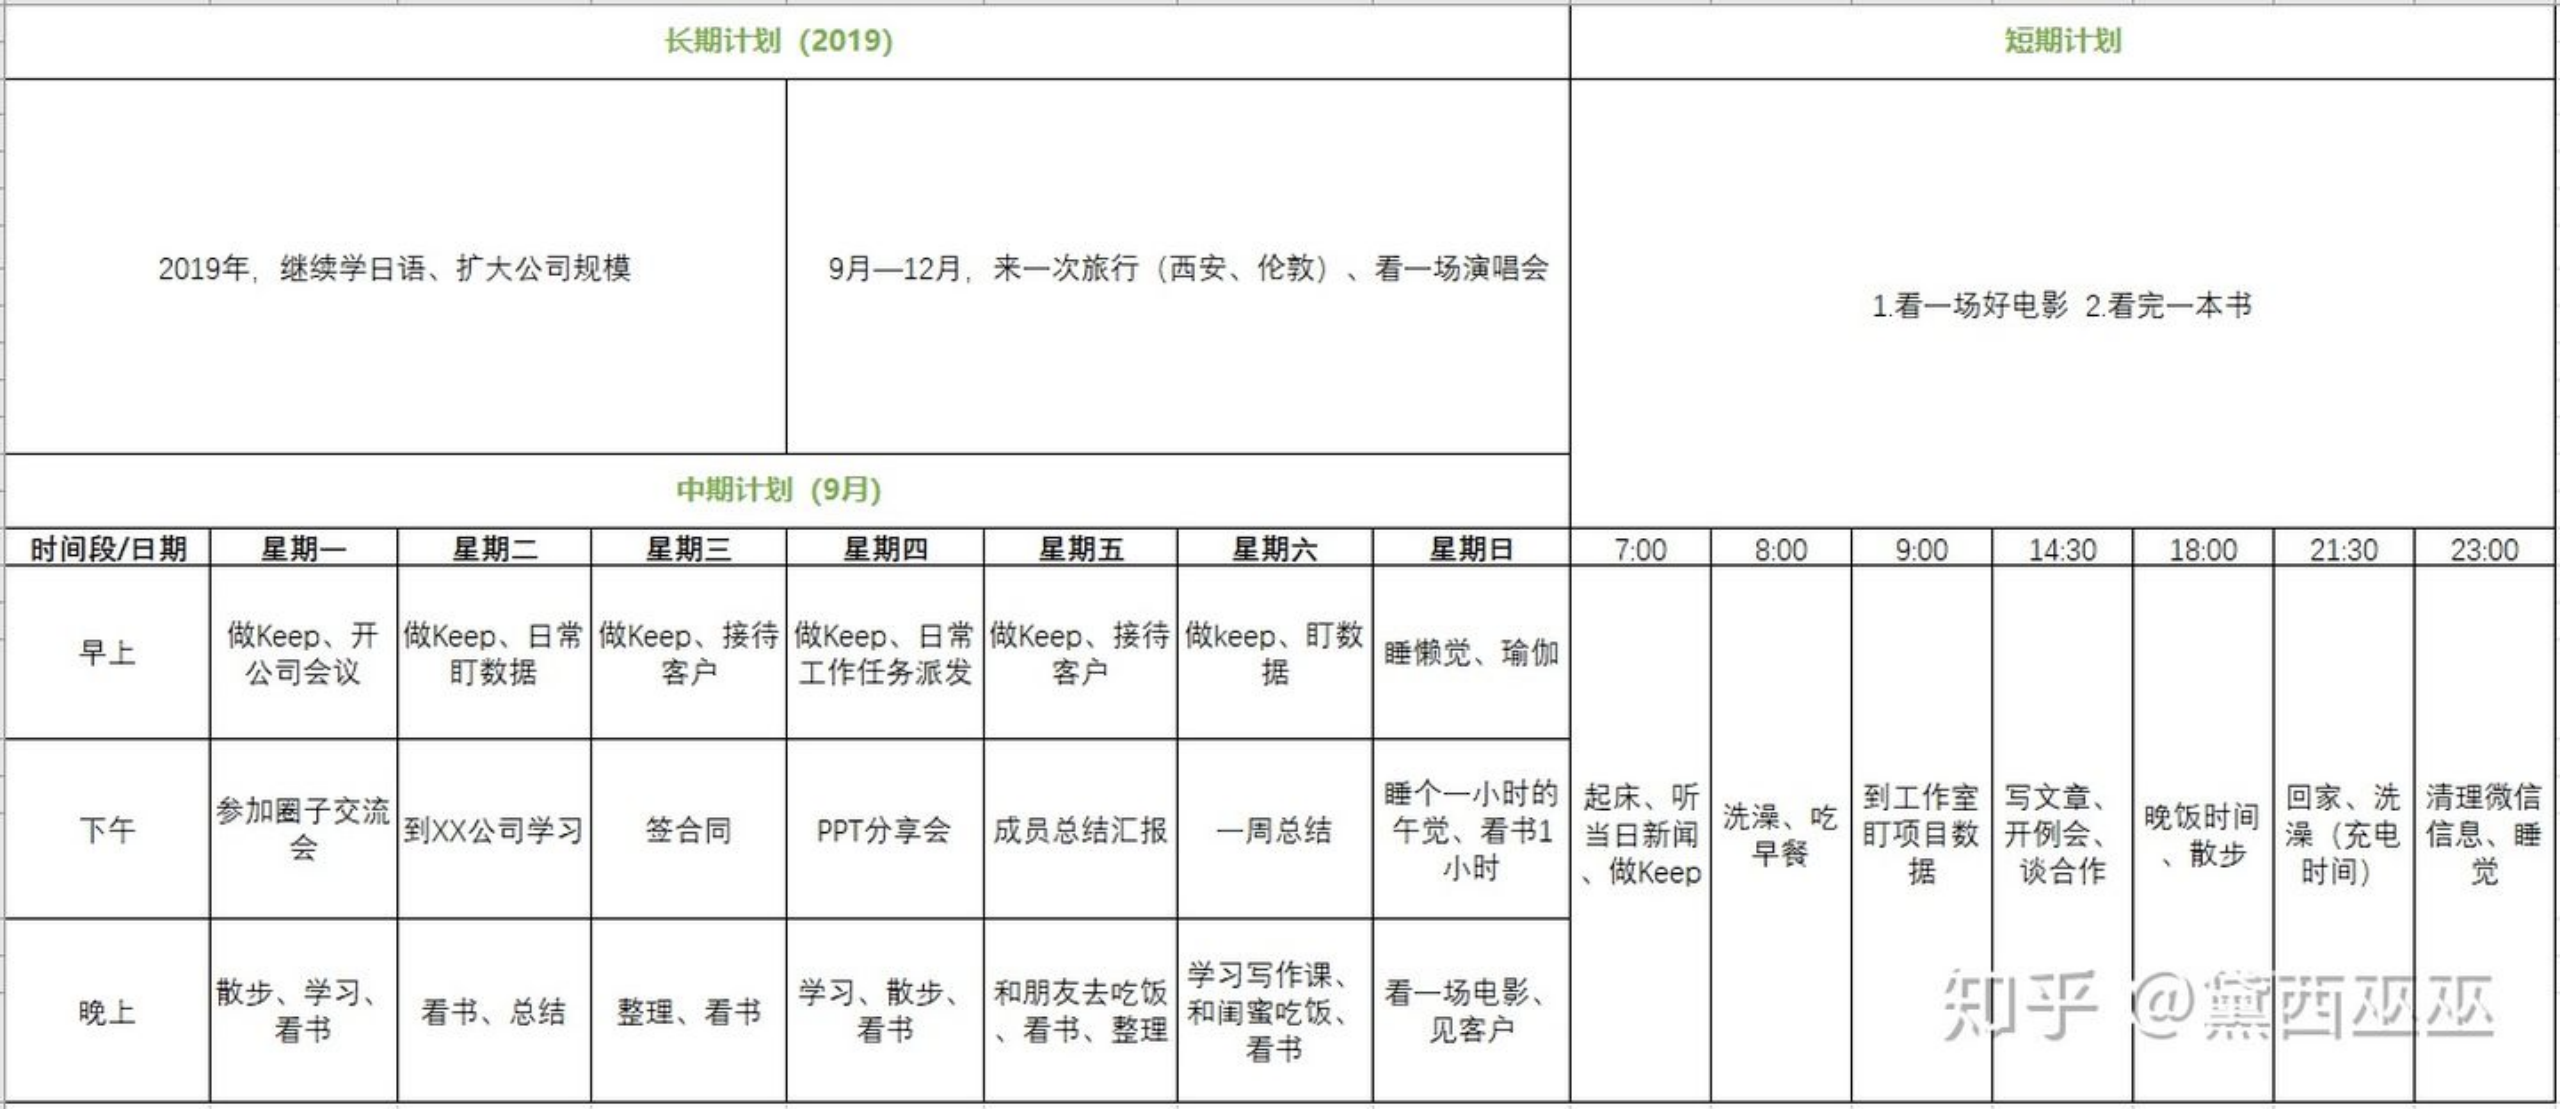 长期计划（2019）
短期计划
2019年，继续学日语、扩大公司规模
9月—12月，来一次旅行（西安、伦敦）、看一场演唱会
1.看一场好电影 2.看完一本书
中期计划（9月）
时间段/日期
星期一
星期二
星期三
星期四
星期五
星期六
星期日
7:00
8:00
9:00
14:30
18:00
21:30
23:00
早上
做Keep、开
公司会议
做Keep、日常
盯数据
做Keep、接待
客户
做Keep、日常
工作任务派发
做Keep、接待
客户
做keep、盯数
据
睡懒觉、瑜伽
下午
参加圈子交流
会
到XX公司学习
签合同
PPT分享会
成员总结汇报
一周总结
睡个一小时的
午觉、看书1
小时
晚上
散步、学习、
看书
看书、总结
整理、看书
学习、散步、
看书
和朋友去吃饭
、看书、整理
学习写作课、
和闺蜜吃饭、
看书
看一场电影、
见客户
起床、听
当日新闻
、做Keep
洗澡、吃
早餐
到工作室
盯项目数
据
写文章、
开例会、
谈合作
晚饭时间
、散步
回家、洗
澡（充电
时间）
清理微信
信息、睡
觉
知乎 @黛西巫巫